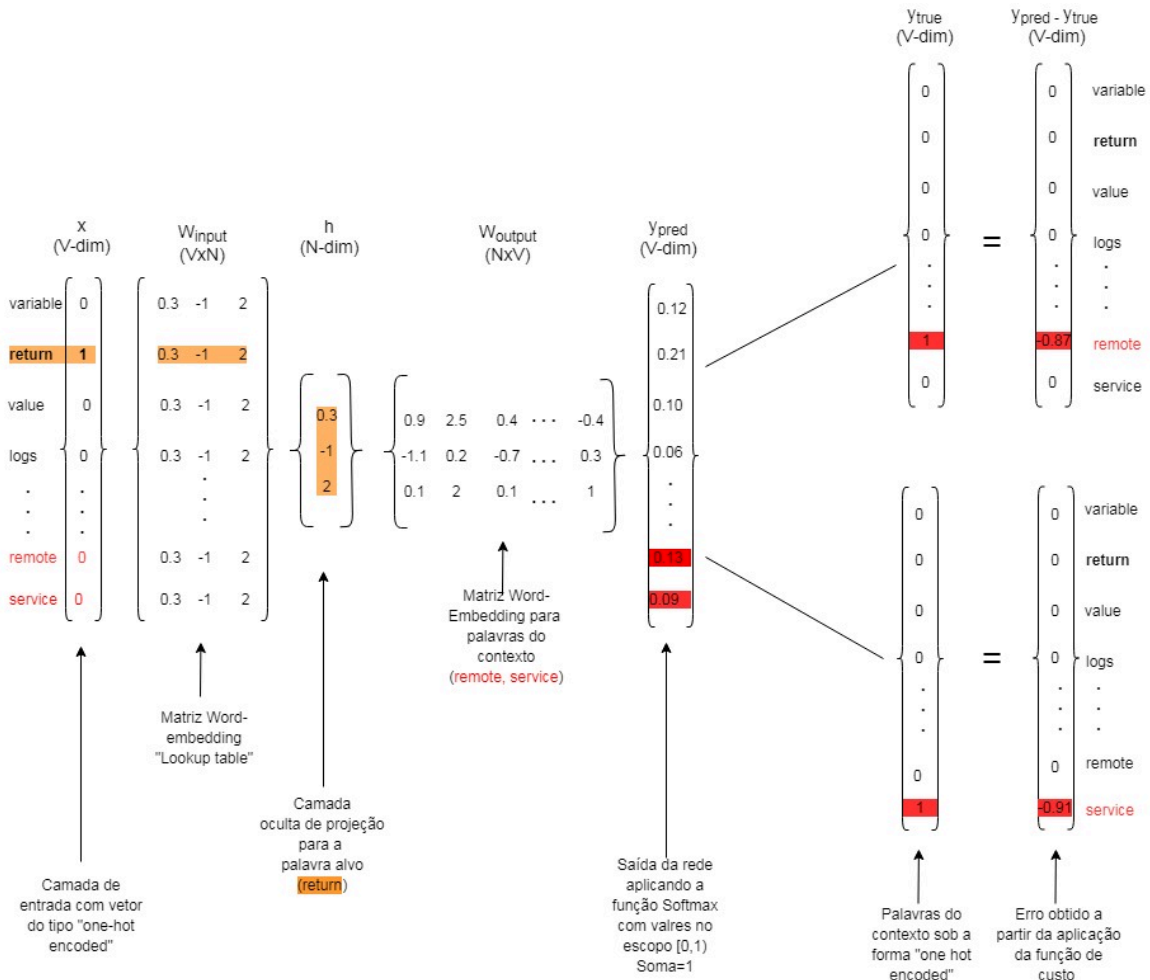 x
(V-dim)
W_input
(VxN)
h
(N-dim)
W_output
(NxV)
y_pred
(V-dim)
y_true
(V-dim)
y_pred - y_true
(V-dim)
variable 0 0.3 -1 2
return 1 0.3 -1 2
value 0 0.3 -1 2
logs 0 0.3 -1 2
remote 0 0.3 -1 2
service 0 0.3 -1 2
0.3
-1
2
0.9 2.5 0.4 ... -0.4
-1.1 0.2 -0.7 ... 0.3
0.1 2 0.1 ... 1
0.12
0.21
0.10
0.06
0.13
0.09
0 0 variable
0 0 return
0 0 value
0 = 0 logs
1 -0.87 remote
0 0 service
0 0 variable
0 0 return
0 0 value
0 = 0 logs
0 0 remote
1 -0.91 service
Camada de
entrada com vetor
do tipo "one-hot
encoded"
Matriz Word-
embedding
"Lookup table"
Camada
oculta de projeção
para a
palavra alvo
(return)
Matriz Word-
Embedding para
palavras do
contexto
(remote, service)
Saída da rede
aplicando a
função Softmax
com valres no
escopo [0,1)
Soma=1
Palavras do
contexto sob a
forma "one hot
encoded"
Erro obtido a
partir da aplicação
da função de
custo